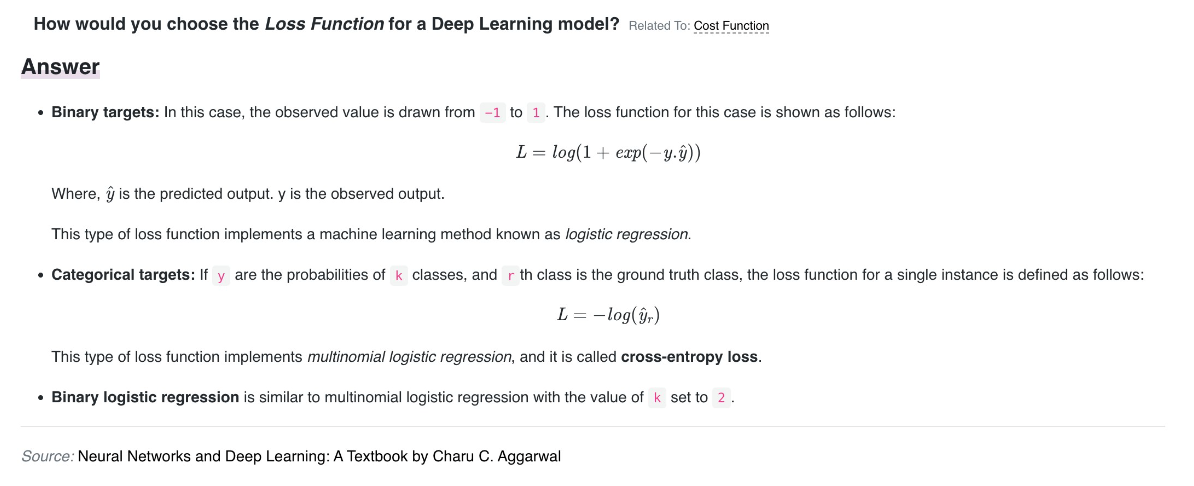 How would you choose the Loss Function for a Deep Learning model? Related To: Cost Function
Answer
• Binary targets: In this case, the observed value is drawn from -1 to 1 . The loss function for this case is shown as follows:
L = log(1 + exp(−y.ŷ))
Where, ŷ is the predicted output. y is the observed output.
This type of loss function implements a machine learning method known as logistic regression.
• Categorical targets: If y are the probabilities of k classes, and r th class is the ground truth class, the loss function for a single instance is defined as follows:
L = −log(ŷᵣ)
This type of loss function implements multinomial logistic regression, and it is called cross-entropy loss.
• Binary logistic regression is similar to multinomial logistic regression with the value of k set to 2 .
Source: Neural Networks and Deep Learning: A Textbook by Charu C. Aggarwal